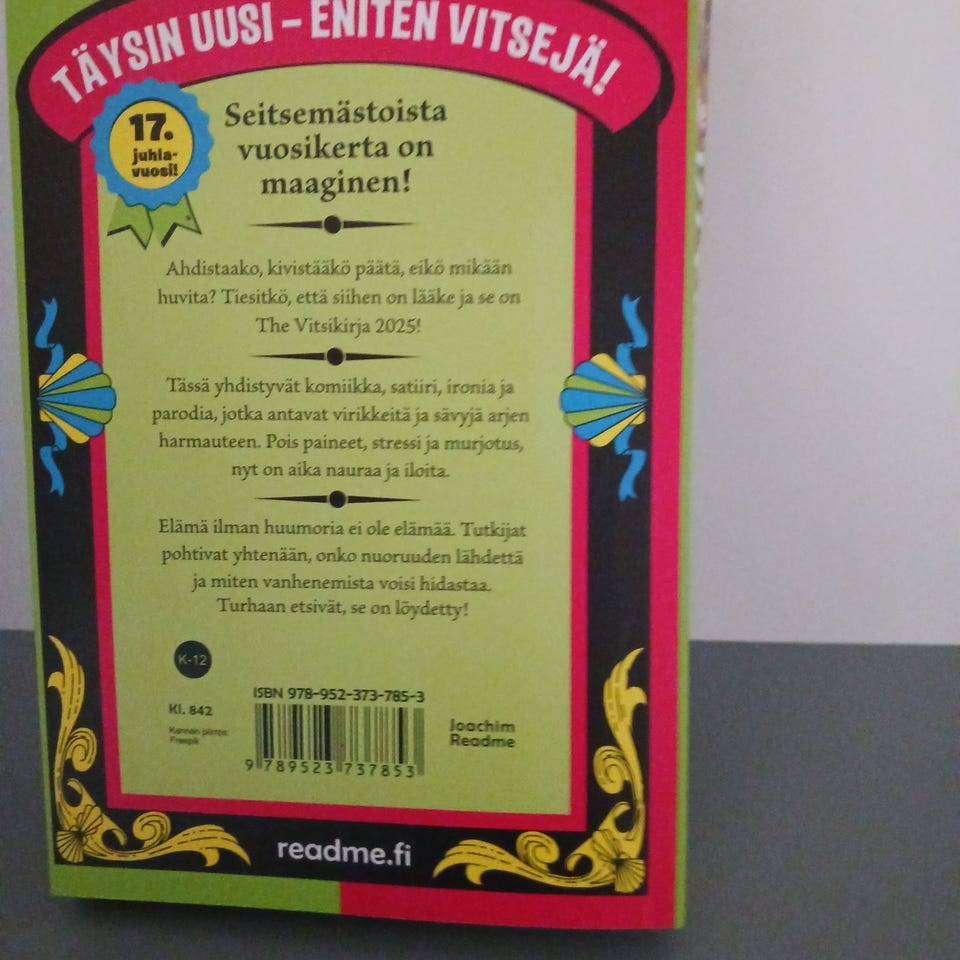 TÄYSIN UUSI – ENITEN VITSEJÄ!
17.
juhla-
vuosi!
Seitsemästoista
vuosikerta on
maaginen!
Ahdistaako, kivistääkö päätä, eikö mikään
huvita? Tiesitkö, että siihen on lääke ja se on
The Vitsikirja 2025!
Tässä yhdistyvät komiikka, satiiri, ironia ja
parodia, jotka antavat virikkeitä ja sävyjä arjen
harmauteen. Pois paineet, stressi ja murjotus,
nyt on aika nauraa ja iloita.
Elämä ilman huumoria ei ole elämää. Tutkijat
pohtivat yhtenään, onko nuoruuden lähdettä
ja miten vanhenemista voisi hidastaa.
Turhaan etsivät, se on löydetty!
K-12
ISBN 978-952-373-785-3
Kl. 842
Kannen piirros:
Freepik
Joachim
Readme
9 789523 737853
readme.fi